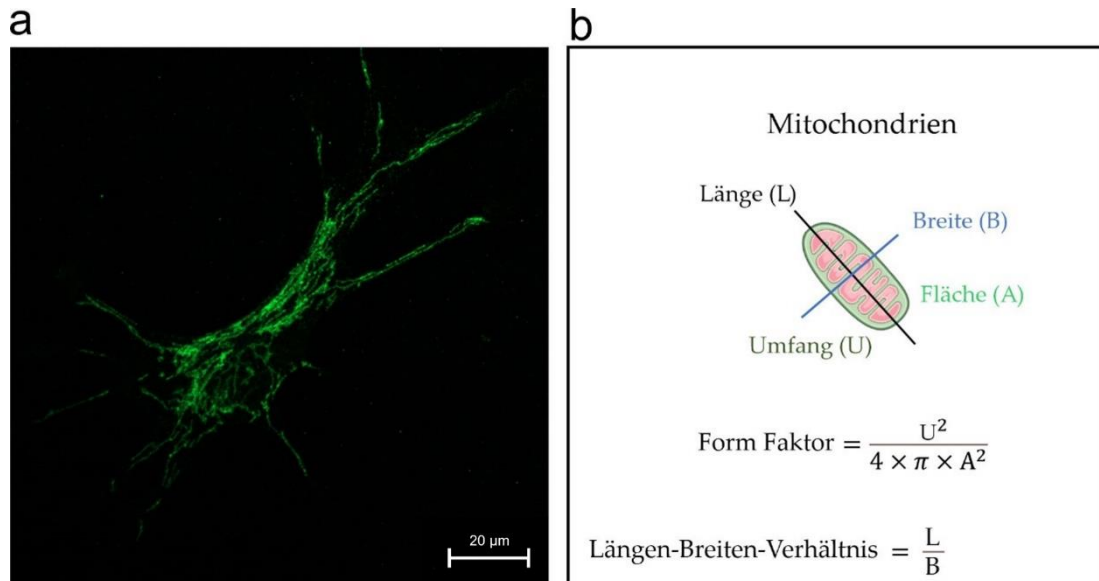 a
b
20 µm
Mitochondrien
Länge (L)
Breite (B)
Fläche (A)
Umfang (U)
Form Faktor = U² / 4 × π × A²
Längen-Breiten-Verhältnis = L / B